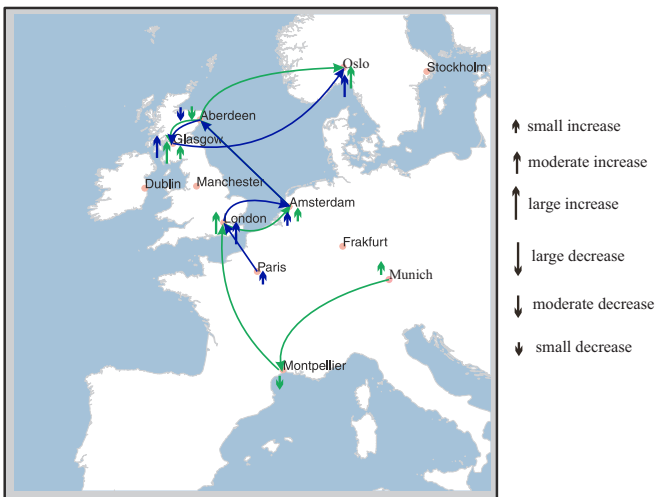 Oslo
Stockholm
Aberdeen
Glasgow
Dublin
Manchester
Amsterdam
London
Frakfurt
Paris
Munich
Montpellier
small increase
moderate increase
large increase
large decrease
moderate decrease
small decrease